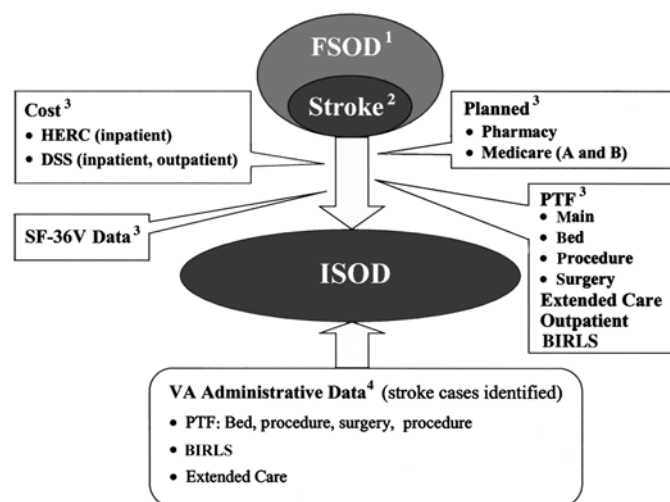 FSOD¹
Stroke²
Cost³
• HERC (inpatient)
• DSS (inpatient, outpatient)
Planned³
• Pharmacy
• Medicare (A and B)
SF-36V Data³
PTF³
• Main
• Bed
• Procedure
• Surgery
Extended Care
Outpatient
BIRLS
ISOD
VA Administrative Data⁴ (stroke cases identified)
• PTF: Bed, procedure, surgery, procedure
• BIRLS
• Extended Care